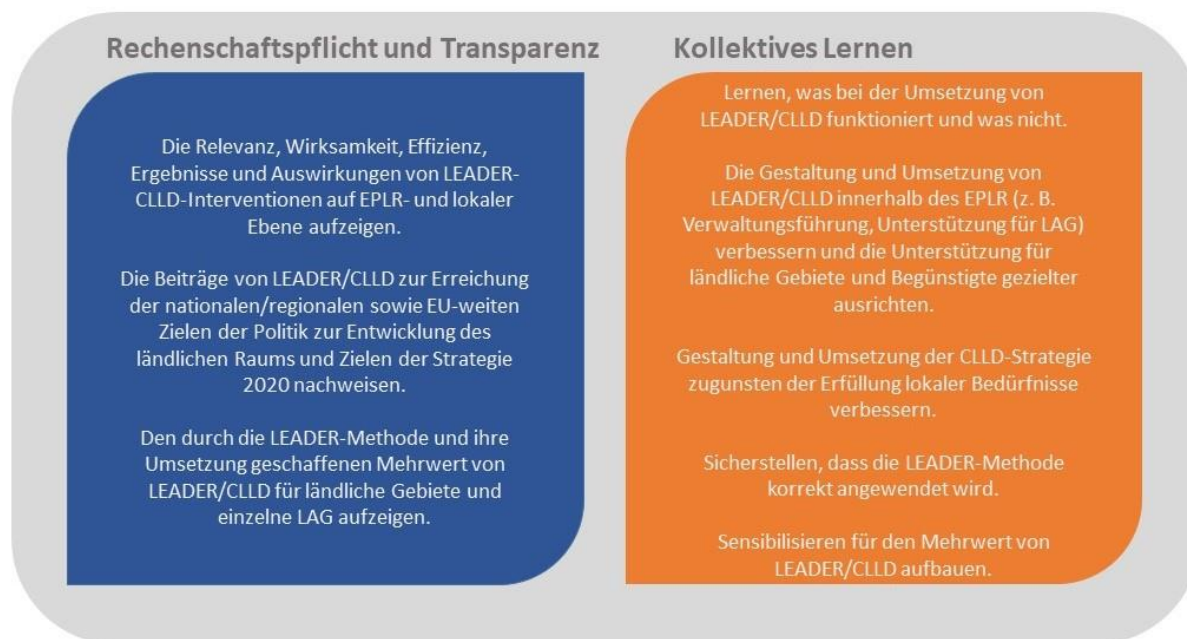 Rechenschaftspflicht und Transparenz
Die Relevanz, Wirksamkeit, Effizienz,
Ergebnisse und Auswirkungen von LEADER-
CLLD-Interventionen auf EPLR- und lokaler
Ebene aufzeigen.
Die Beiträge von LEADER/CLLD zur Erreichung
der nationalen/regionalen sowie EU-weiten
Zielen der Politik zur Entwicklung des
ländlichen Raums und Zielen der Strategie
2020 nachweisen.
Den durch die LEADER-Methode und ihre
Umsetzung geschaffenen Mehrwert von
LEADER/CLLD für ländliche Gebiete und
einzelne LAG aufzeigen.
Kollektives Lernen
Lernen, was bei der Umsetzung von
LEADER/CLLD funktioniert und was nicht.
Die Gestaltung und Umsetzung von
LEADER/CLLD innerhalb des EPLR (z. B.
Verwaltungsführung, Unterstützung für LAG)
verbessern und die Unterstützung für
ländliche Gebiete und Begünstigte gezielter
ausrichten.
Gestaltung und Umsetzung der CLLD-Strategie
zugunsten der Erfüllung lokaler Bedürfnisse
verbessern.
Sicherstellen, dass die LEADER-Methode
korrekt angewendet wird.
Sensibilisieren für den Mehrwert von
LEADER/CLLD aufbauen.